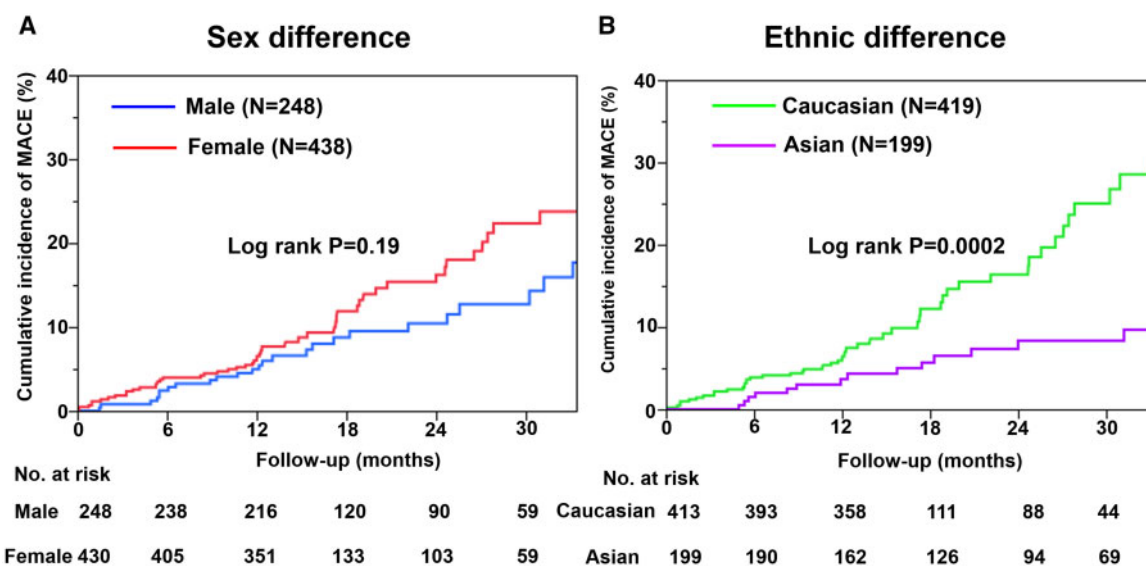 A
Sex difference
Cumulative incidence of MACE (%)
40
30
20
10
0
Male (N=248)
Female (N=438)
Log rank P=0.19
0 6 12 18 24 30
Follow-up (months)
No. at risk
Male 248 238 216 120 90 59
Female 430 405 351 133 103 59
B
Ethnic difference
Cumulative incidence of MACE (%)
40
30
20
10
0
Caucasian (N=419)
Asian (N=199)
Log rank P=0.0002
0 6 12 18 24 30
Follow-up (months)
No. at risk
Caucasian 413 393 358 111 88 44
Asian 199 190 162 126 94 69